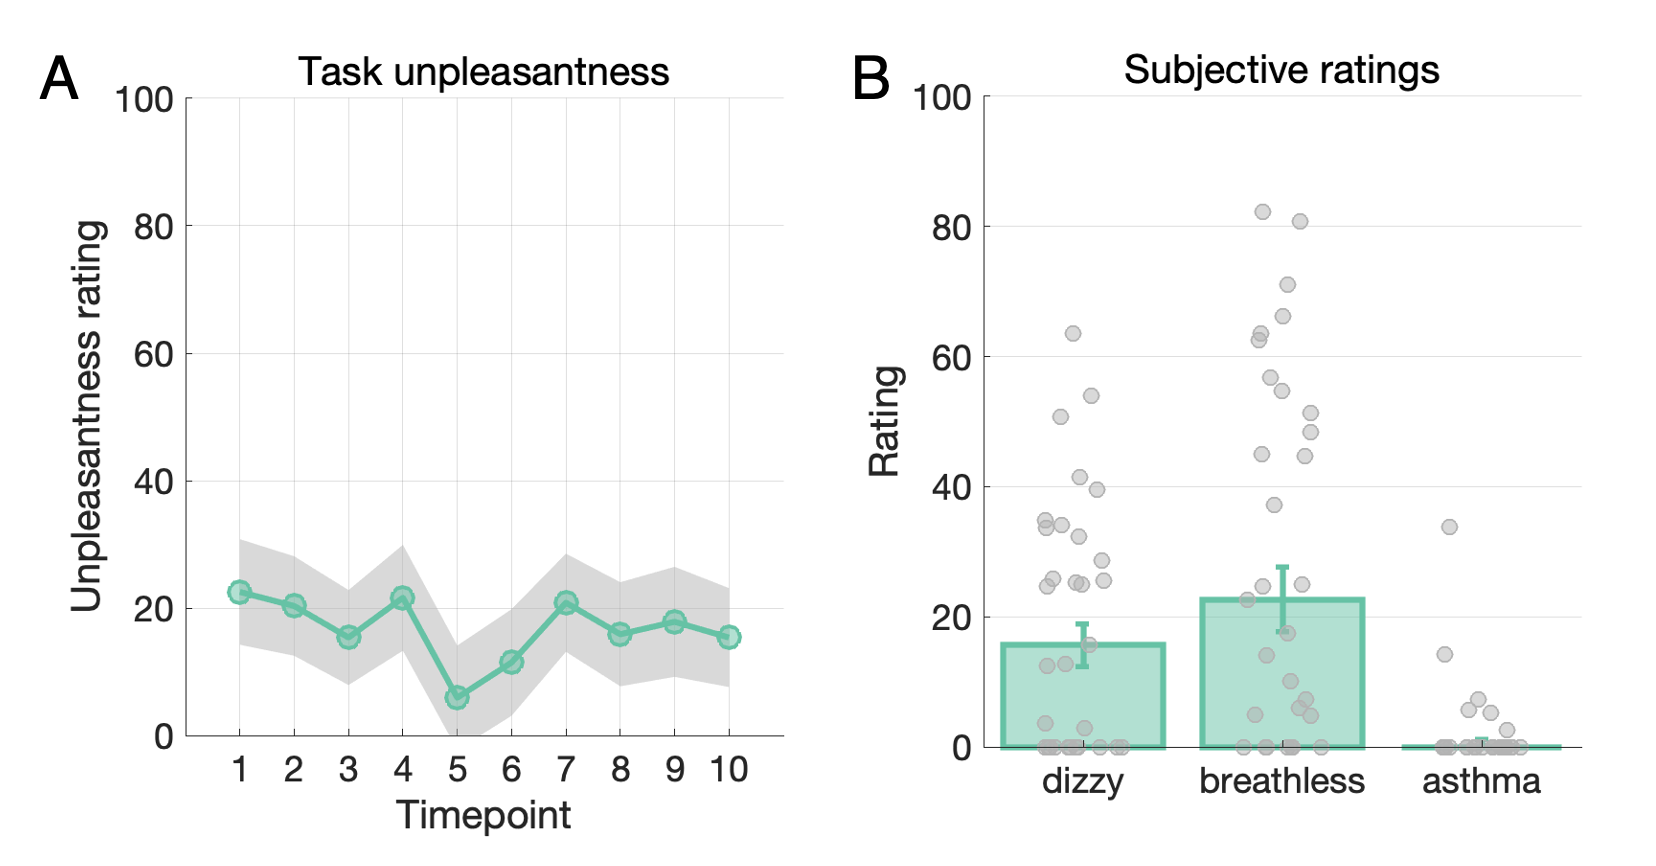 A
Task unpleasantness
100
80
60
40
20
0
Unpleasantness rating
1 2 3 4 5 6 7 8 9 10
Timepoint
B
Subjective ratings
100
80
60
40
20
0
Rating
dizzy breathless asthma